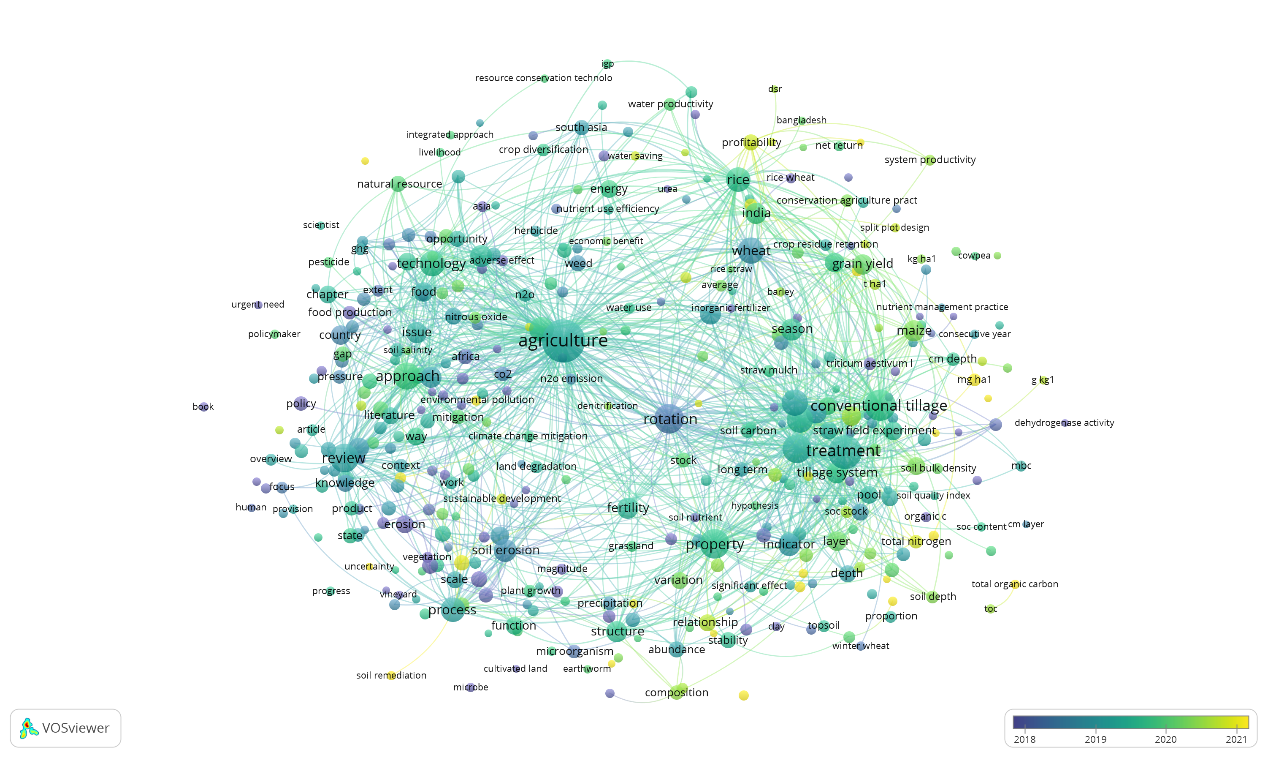 igp
resource conservation technolo
dsr
water productivity
bangladesh
south asia
integrated approach
profitability
net return
livelihood
crop diversification
water saving
system productivity
rice wheat
rice
natural resource
energy
urea
conservation agriculture pract
asia
nutrient use efficiency
india
scientist
herbicide
split plot design
opportunity
economic benefit
gng
crop residue retention
wheat
cowpea
pesticide
technology
adverse effect
weed
grain yield
kg ha1
rice straw
t ha1
average
barley
chapter
food
n2o
extent
urgent need
food production
nitrous oxide
water use
inorganic fertilizer
nutrient management practice
policymaker
country
issue
season
maize
consecutive year
agriculture
gap
soil salinity
africa
cm depth
triticum aestivum l
pressure
approach
co2
n2o emission
straw mulch
mg ha1
g kg1
book
policy
environmental pollution
denitrification
conventional tillage
literature
mitigation
rotation
dehydrogenase activity
article
way
climate change mitigation
soil carbon
straw field experiment
overview
review
context
land degradation
stock
treatment
long term
tillage system
soil bulk density
mbc
focus
knowledge
work
human
provision
product
sustainable development
fertility
hypothesis
pool
soil quality index
soc stock
erosion
soil nutrient
organic c
soc content
cm layer
state
soil erosion
grassland
property
indicator
layer
total nitrogen
vegetation
uncertainty
scale
magnitude
variation
significant effect
depth
total organic carbon
progress
vineyard
plant growth
soil depth
process
precipitation
toc
function
structure
relationship
clay
topsoil
proportion
stability
microorganism
abundance
winter wheat
soil remediation
cultivated land
earthworm
microbe
composition
VOSviewer
2018
2019
2020
2021